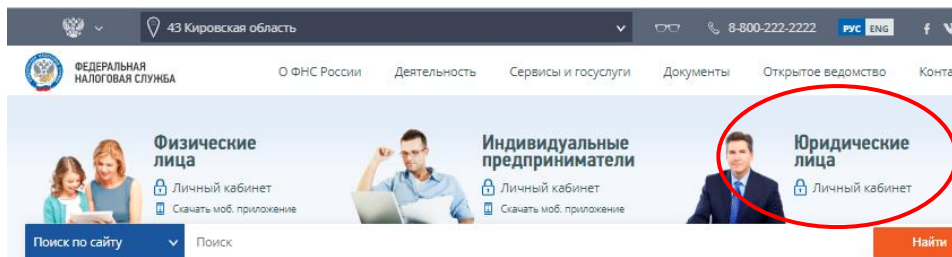 43 Кировская область
8-800-222-2222
РУС ENG
ФЕДЕРАЛЬНАЯ
НАЛОГОВАЯ СЛУЖБА
О ФНС России
Деятельность
Сервисы и госуслуги
Документы
Открытое ведомство
Конта
Физические
лица
Личный кабинет
Скачать моб. приложение
Индивидуальные
предприниматели
Личный кабинет
Скачать моб. приложение
Юридические
лица
Личный кабинет
Поиск по сайту
Поиск
Найти